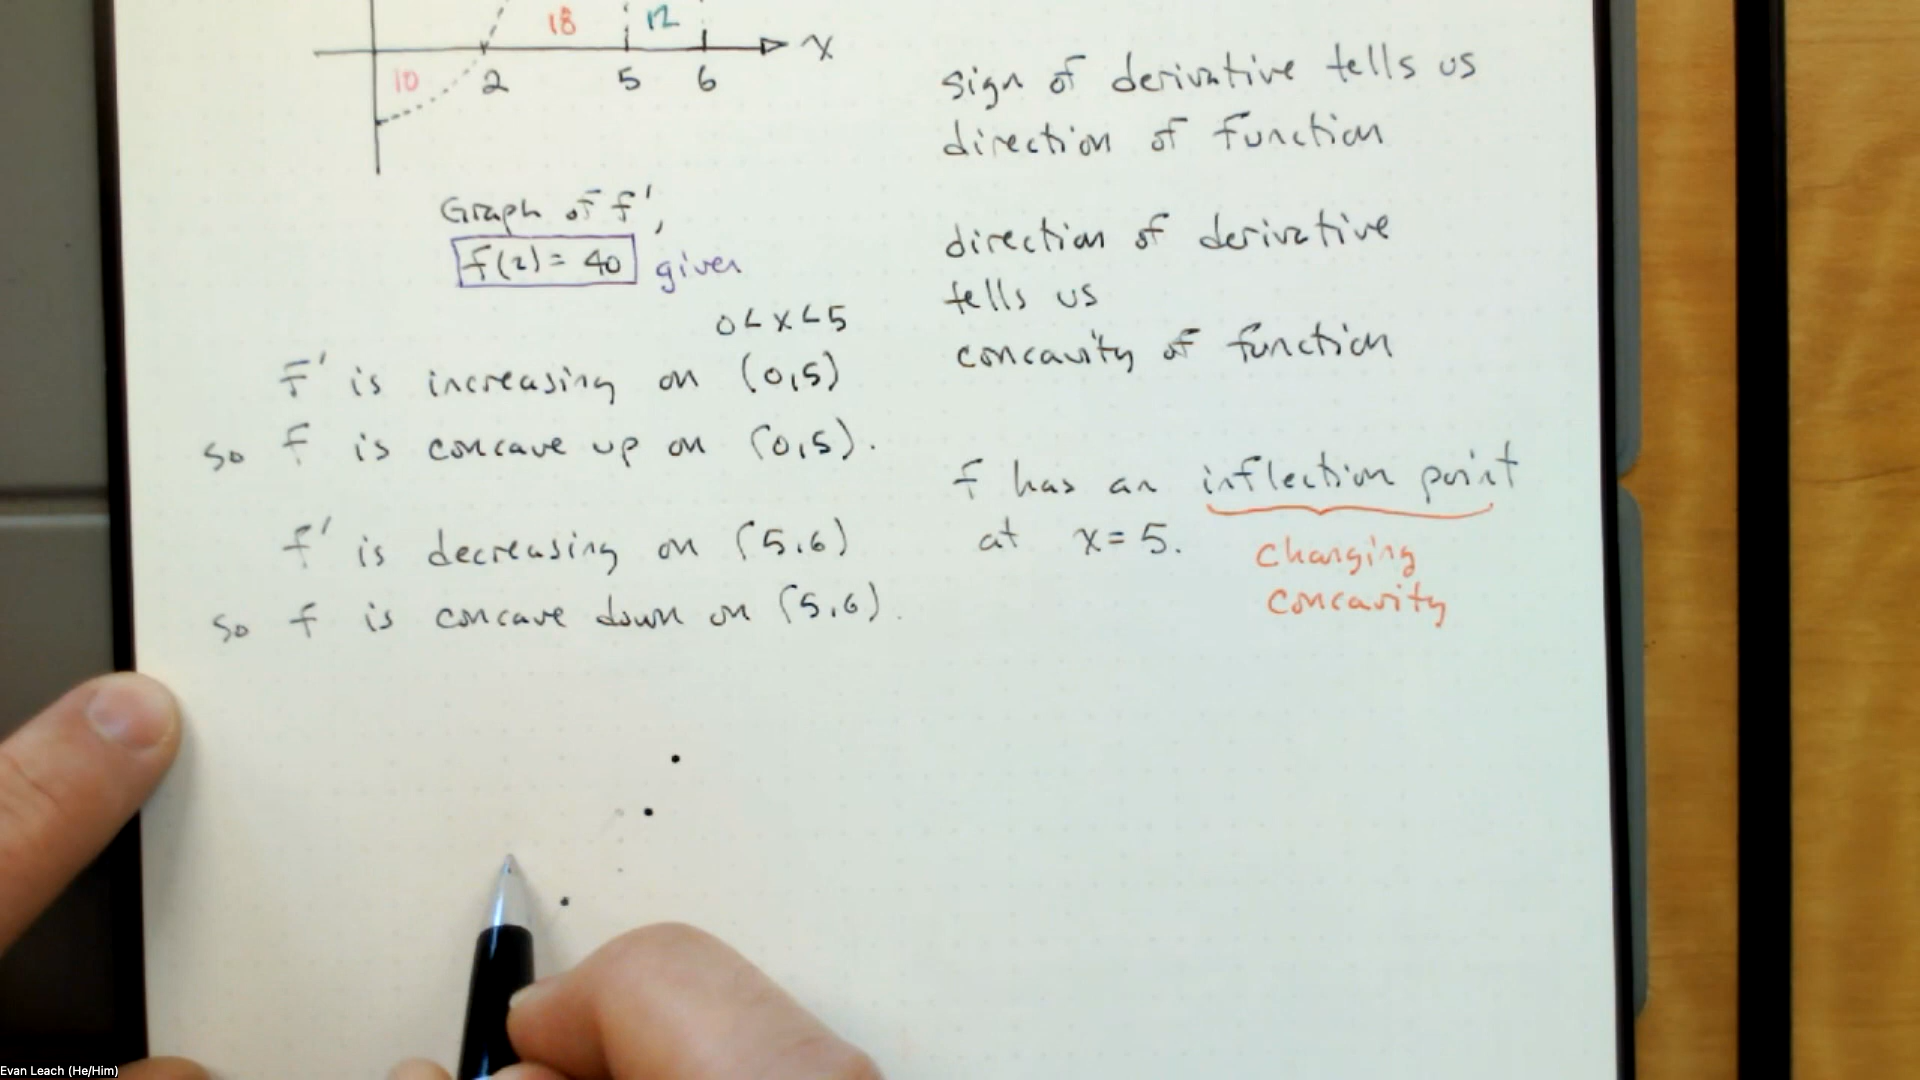 18
12
x
10
2
5
6
Graph of f',
f(2) = 40 given
0 < x < 5
f' is increasing on (0,5)
so f is concave up on (0,5).
f' is decreasing on (5,6)
so f is concave down on (5,6).
sign of derivative tells us
direction of function
direction of derivative
tells us
concavity of function
f has an inflection point
at x = 5.
changing
concavity
Evan Leach (He/Him)